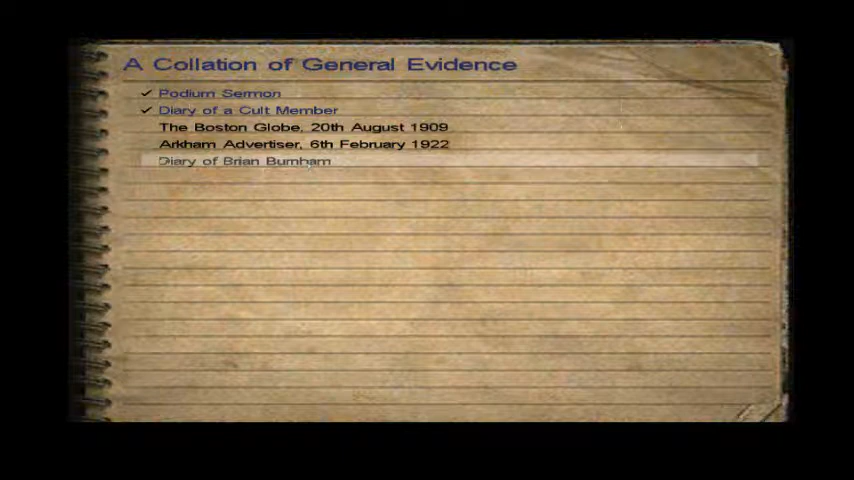 A Collation of General Evidence
Podium Sermon
Diary of a Cult Member
The Boston Globe, 20th August 1909
Arkham Advertiser, 6th February 1922
Diary of Brian Burnham